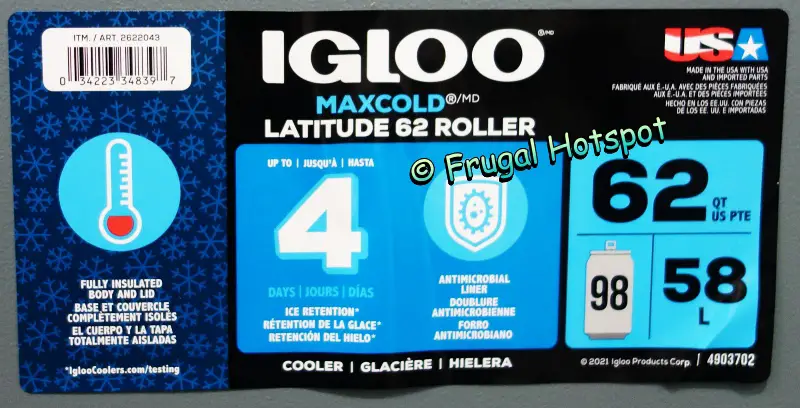 ITM. / ART. 2622043
0 34223 34839 7
FULLY INSULATED
BODY AND LID
BASE ET COUVERCLE
COMPLÈTEMENT ISOLÉS
EL CUERPO Y LA TAPA
TOTALMENTE AISLADAS
*IglooCoolers.com/testing
IGLOO®/MD
MAXCOLD®/MD
LATITUDE 62 ROLLER
UP TO | JUSQU'À | HASTA
4
DAYS | JOURS | DÍAS
ICE RETENTION*
RÉTENTION DE LA GLACE*
RETENCIÓN DEL HIELO*
ANTIMICROBIAL
LINER
DOUBLURE
ANTIMICROBIENNE
FORRO
ANTIMICROBIANO
COOLER | GLACIÈRE | HIELERA
© Frugal Hotspot
USA
MADE IN THE USA WITH USA
AND IMPORTED PARTS
FABRIQUÉ AUX É.-U.A. AVEC DES PIÈCES FABRIQUÉES
AUX É.-U.A. ET DES PIÈCES IMPORTÉES
HECHO EN LOS EE.UU. CON PIEZAS
DE LOS EE. UU. E IMPORTADAS
62 QT
US PTE
98
58
L
© 2021 Igloo Products Corp. | 4903702